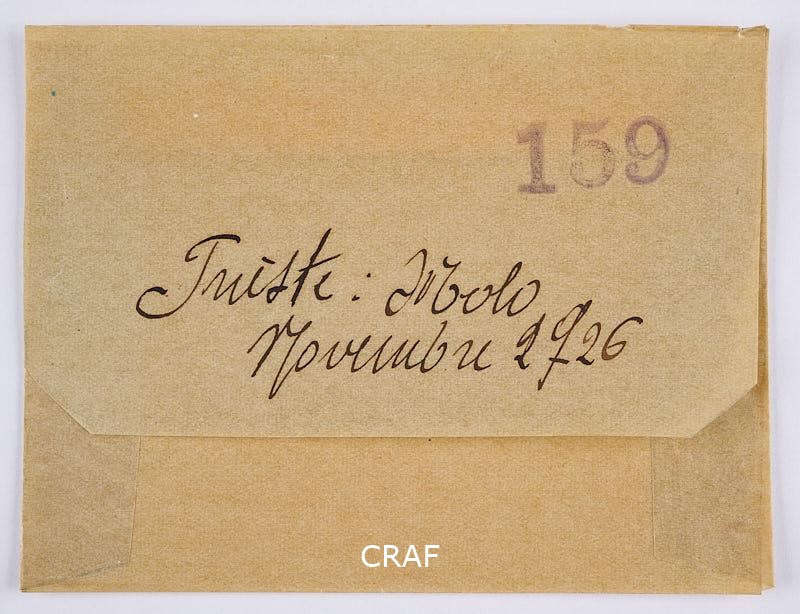 159
Trieste: Molo
Novembre 1926
CRAF